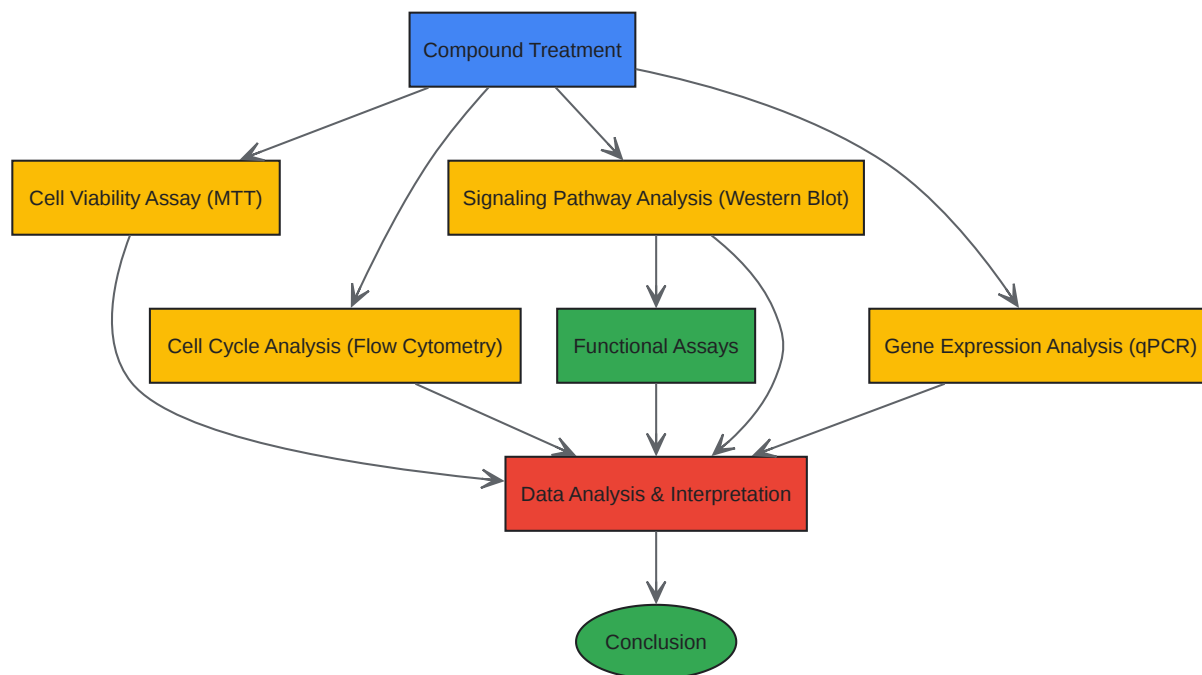 Compound Treatment
Cell Viability Assay (MTT)
Signaling Pathway Analysis (Western Blot)
Cell Cycle Analysis (Flow Cytometry)
Functional Assays
Gene Expression Analysis (qPCR)
Data Analysis & Interpretation
Conclusion